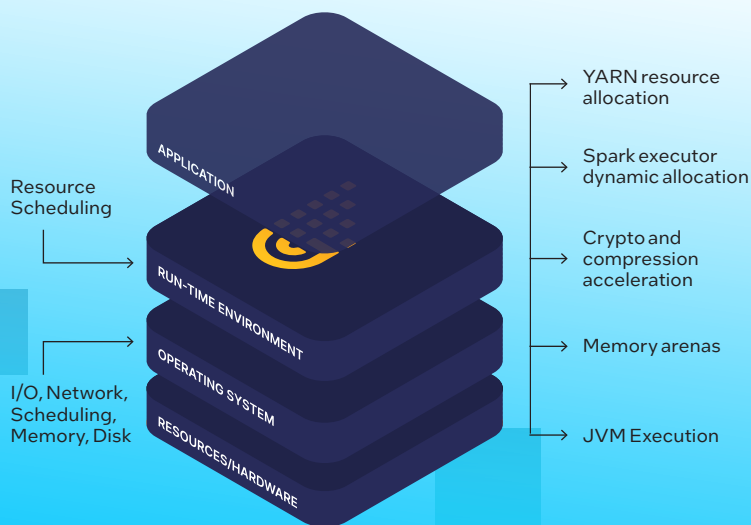 APPLICATION
RUN-TIME ENVIRONMENT
OPERATING SYSTEM
RESOURCES/HARDWARE
Resource
Scheduling
I/O, Network,
Scheduling,
Memory, Disk
YARN resource
allocation
Spark executor
dynamic allocation
Crypto and
compression
acceleration
Memory arenas
JVM Execution